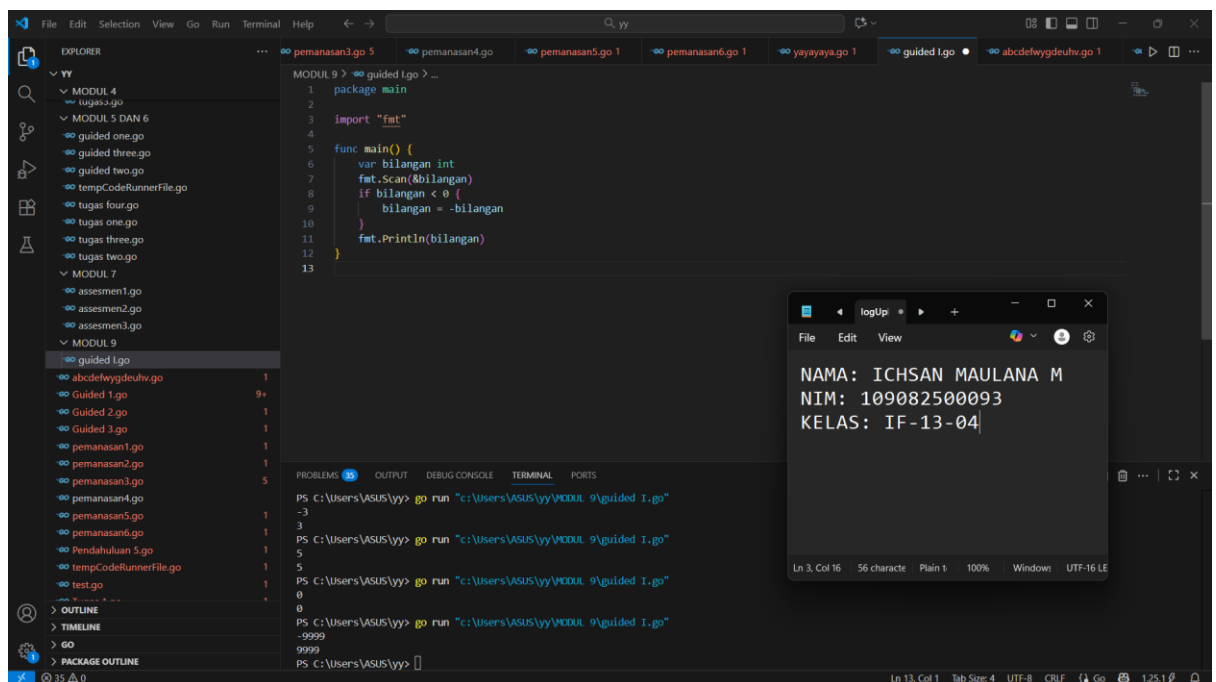 File Edit Selection View Go Run Terminal Help
yy
EXPLORER
YY
MODUL 4
tugas3.go
MODUL 5 DAN 6
guided one.go
guided three.go
guided two.go
tempCodeRunnerFile.go
tugas four.go
tugas one.go
tugas three.go
tugas two.go
MODUL 7
assesmen1.go
assesmen2.go
assesmen3.go
MODUL 9
guided I.go
abcdefwygdeuhv.go 1
Guided 1.go 9+
Guided 2.go 1
Guided 3.go 1
pemanasan1.go 1
pemanasan2.go 1
pemanasan3.go 5
pemanasan4.go
pemanasan5.go 1
pemanasan6.go 1
Pendahuluan 5.go 1
tempCodeRunnerFile.go 1
test.go 1
OUTLINE
TIMELINE
GO
PACKAGE OUTLINE
pemanasan3.go 5 pemanasan4.go pemanasan5.go 1 pemanasan6.go 1 yayayaya.go 1 guided I.go abcdefwygdeuhv.go 1
MODUL 9 > guided I.go > ...
1 package main
2
3 import "fmt"
4
5 func main() {
6 var bilangan int
7 fmt.Scan(&bilangan)
8 if bilangan < 0 {
9 bilangan = -bilangan
10 }
11 fmt.Println(bilangan)
12 }
13
logUpl
File Edit View
NAMA: ICHSAN MAULANA M
NIM: 109082500093
KELAS: IF-13-04
Ln 3, Col 16 56 characte Plain t 100% Window: UTF-16 LE
PROBLEMS 35 OUTPUT DEBUG CONSOLE TERMINAL PORTS
PS C:\Users\ASUS\yy> go run "c:\Users\ASUS\yy\MODUL 9\guided I.go"
-3
3
PS C:\Users\ASUS\yy> go run "c:\Users\ASUS\yy\MODUL 9\guided I.go"
5
5
PS C:\Users\ASUS\yy> go run "c:\Users\ASUS\yy\MODUL 9\guided I.go"
0
0
PS C:\Users\ASUS\yy> go run "c:\Users\ASUS\yy\MODUL 9\guided I.go"
-9999
9999
PS C:\Users\ASUS\yy>
35 0 Ln 13, Col 1 Tab Size: 4 UTF-8 CRLF Go 1.25.1